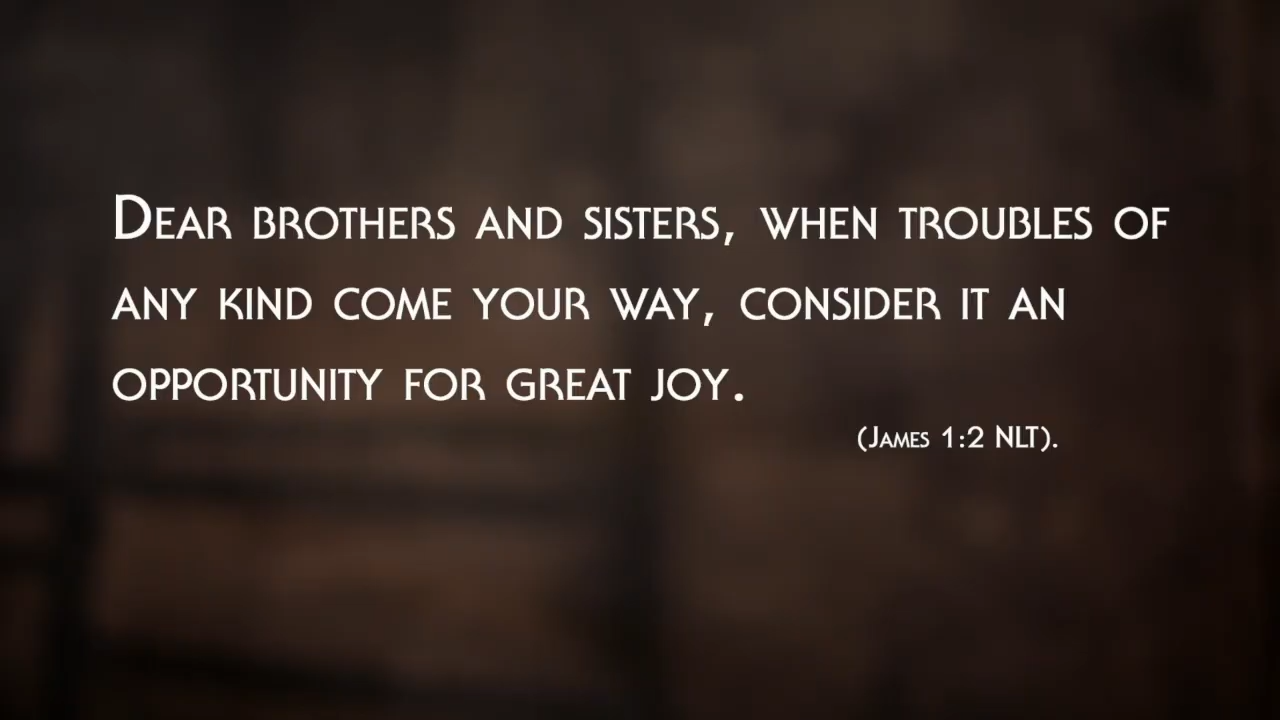 Dear brothers and sisters, when troubles of
any kind come your way, consider it an
opportunity for great joy.
(James 1:2 NLT).